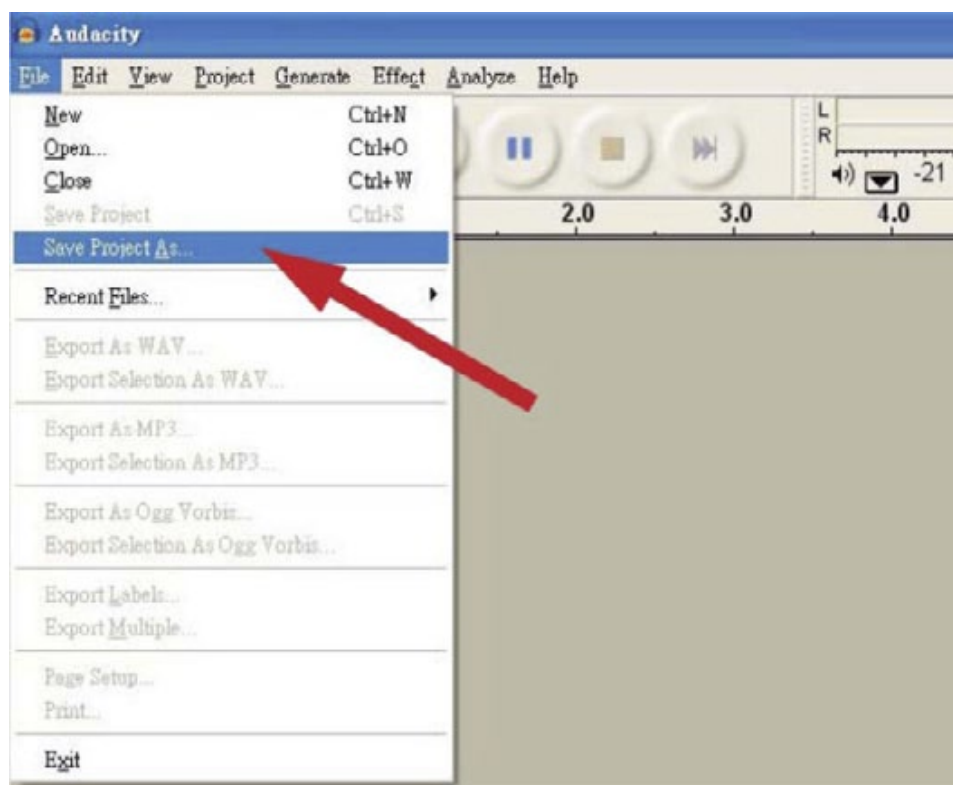 Audacity
File Edit View Project Generate Effect Analyze Help
New Ctrl+N
Open... Ctrl+O
Close Ctrl+W
Save Project Ctrl+S
Save Project As...
Recent Files...
Export As WAV...
Export Selection As WAV...
Export As MP3...
Export Selection As MP3...
Export As Ogg Vorbis...
Export Selection As Ogg Vorbis...
Export Labels...
Export Multiple...
Page Setup...
Print...
Exit
L
R
-21
2.0 3.0 4.0